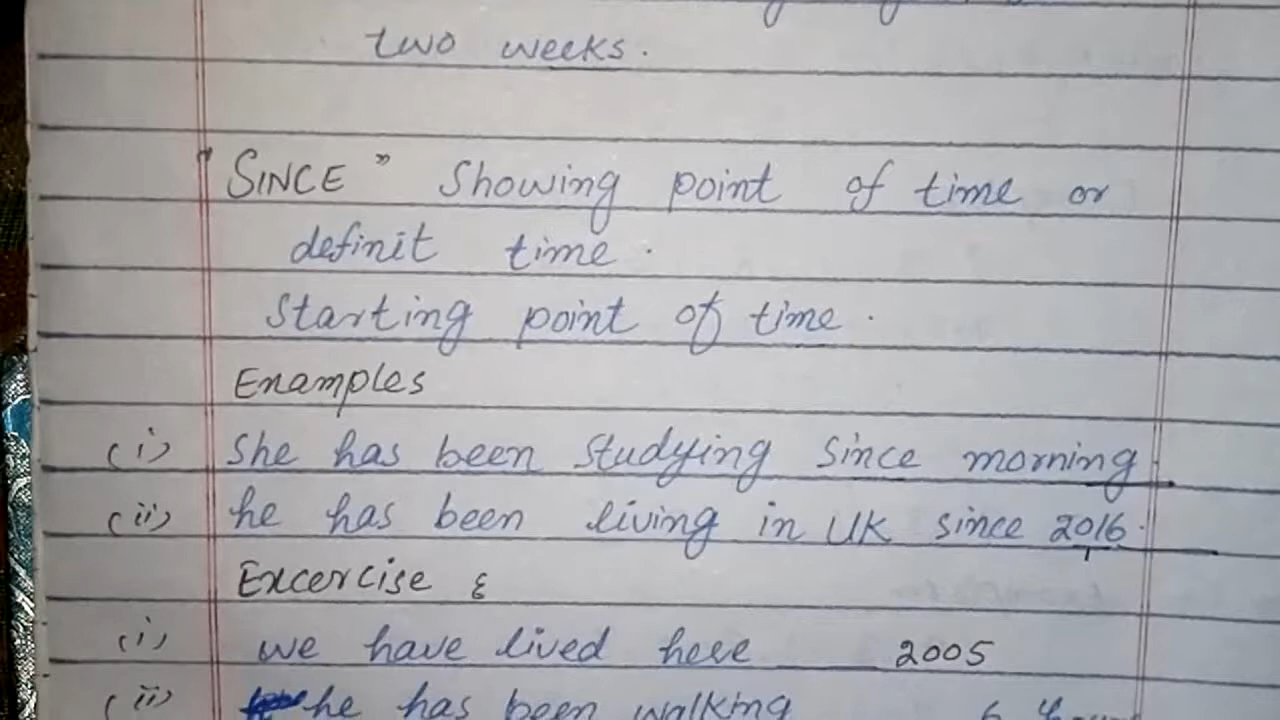 two weeks.
"SINCE" Showing point of time or
definit time.
Starting point of time.
Examples
(i) She has been Studying Since morning
(ii) he has been living in UK since 2016.
Excercise :
(i) we have lived here ____ 2005
(ii) he has been walking 6